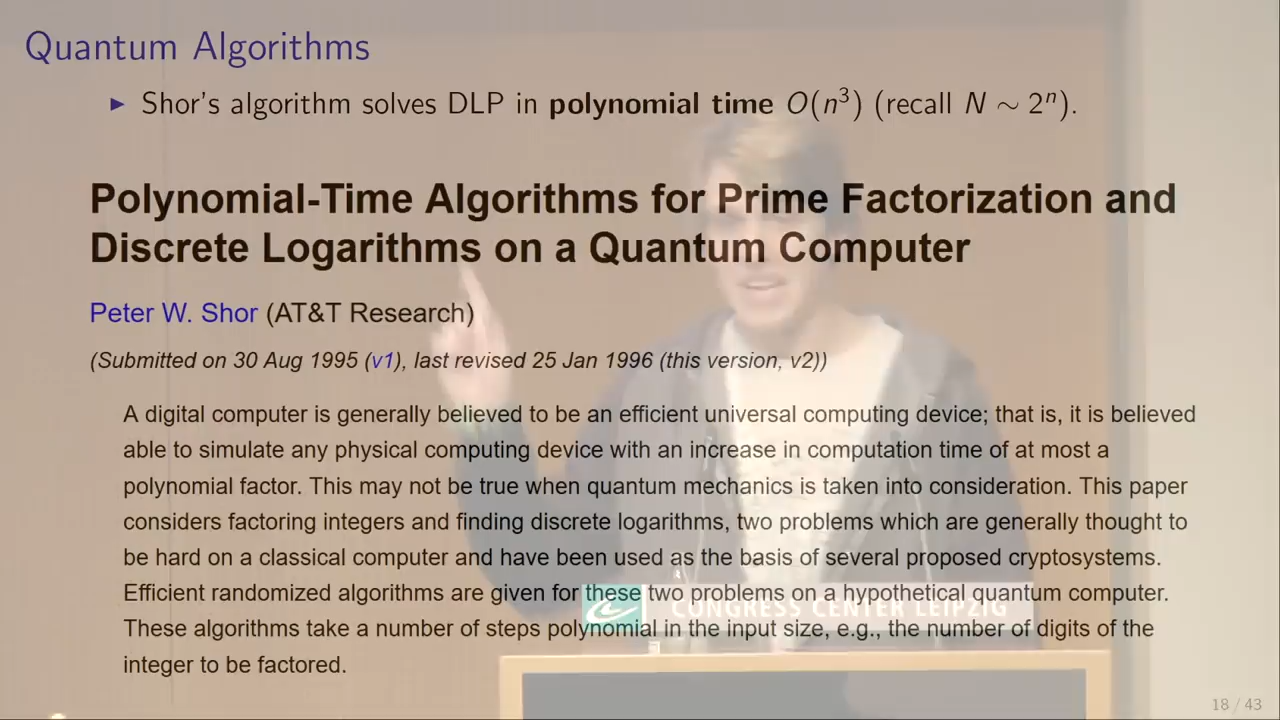 Quantum Algorithms
▶ Shor's algorithm solves DLP in polynomial time O(n³) (recall N ∼ 2ⁿ).
Polynomial-Time Algorithms for Prime Factorization and
Discrete Logarithms on a Quantum Computer
Peter W. Shor (AT&T Research)
(Submitted on 30 Aug 1995 (v1), last revised 25 Jan 1996 (this version, v2))
A digital computer is generally believed to be an efficient universal computing device; that is, it is believed
able to simulate any physical computing device with an increase in computation time of at most a
polynomial factor. This may not be true when quantum mechanics is taken into consideration. This paper
considers factoring integers and finding discrete logarithms, two problems which are generally thought to
be hard on a classical computer and have been used as the basis of several proposed cryptosystems.
Efficient randomized algorithms are given for these two problems on a hypothetical quantum computer.
CONGRESS CENTER LEIPZIG
These algorithms take a number of steps polynomial in the input size, e.g., the number of digits of the
integer to be factored.
18 / 43